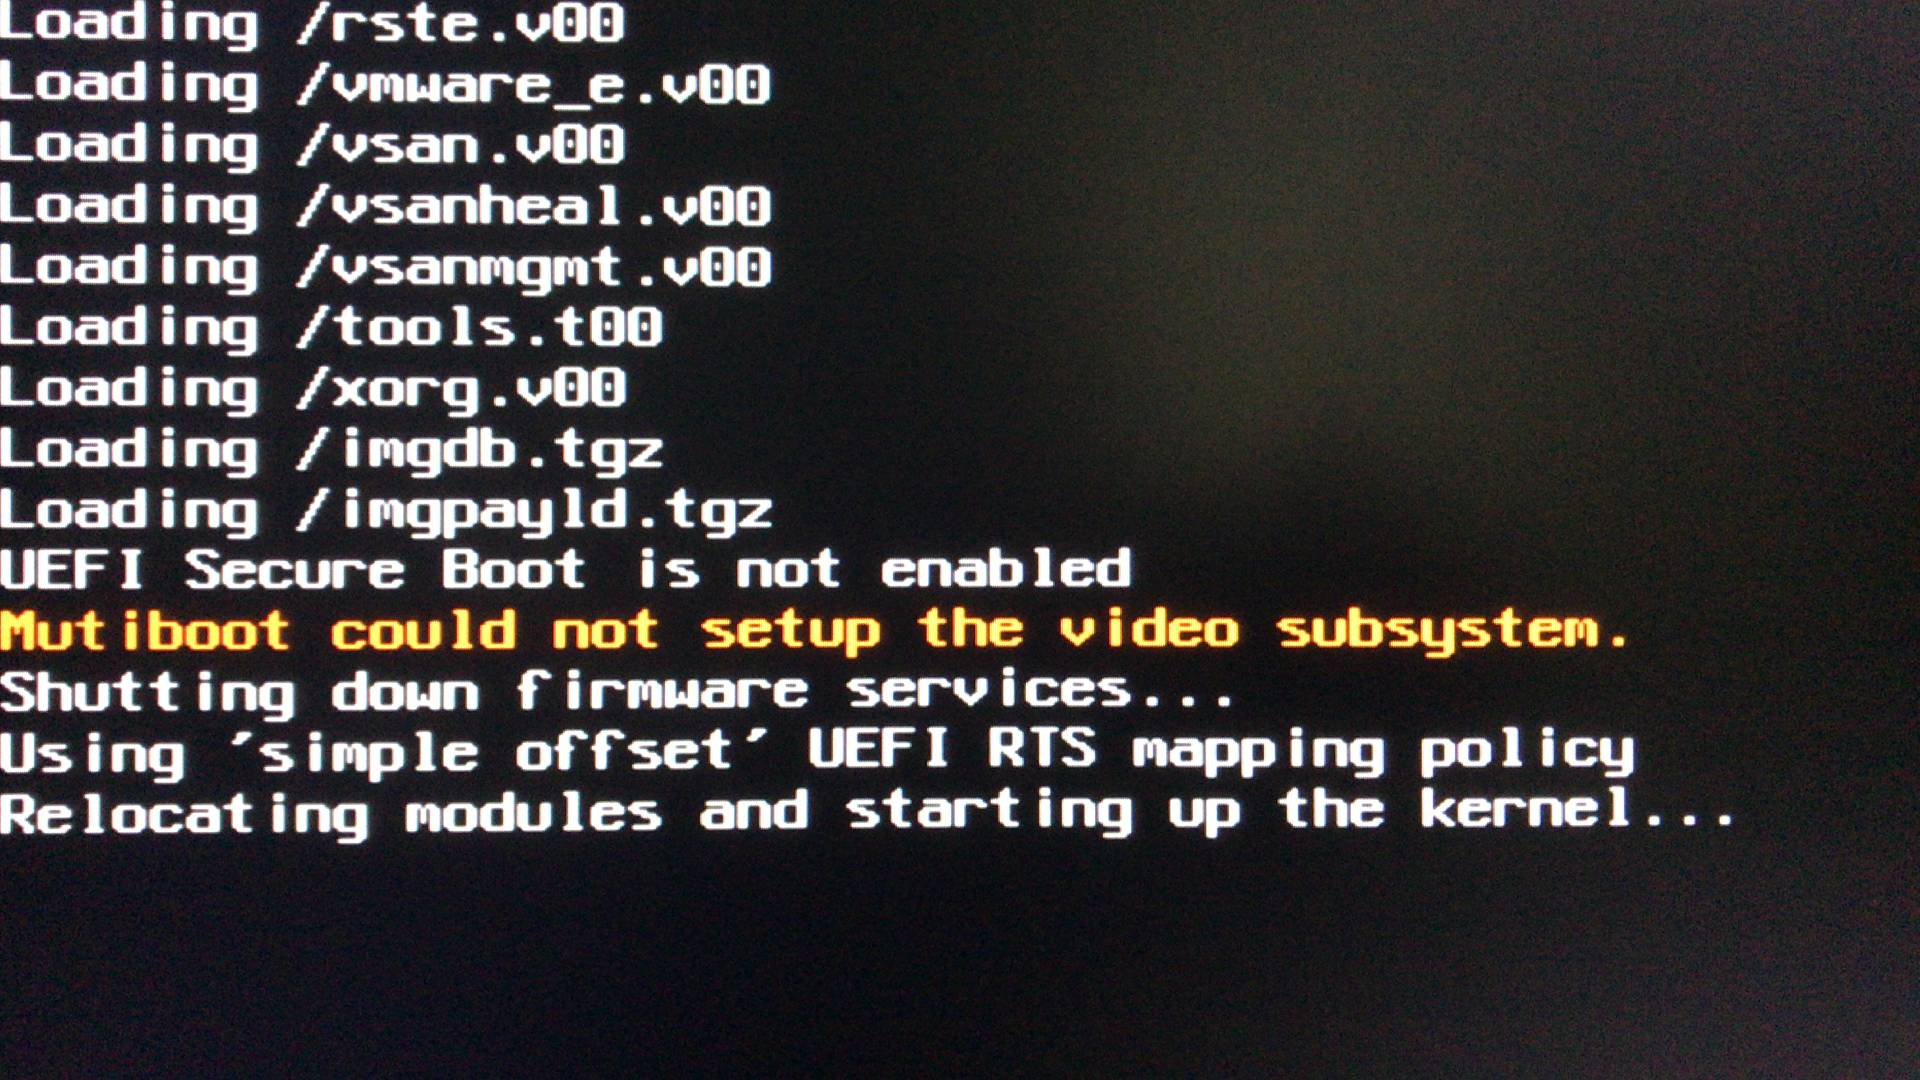 Loading /rste.v00
Loading /vmware_e.v00
Loading /vsan.v00
Loading /vsanheal.v00
Loading /vsanmgmt.v00
Loading /tools.t00
Loading /xorg.v00
Loading /imgdb.tgz
Loading /imgpayld.tgz
UEFI Secure Boot is not enabled
Mutiboot could not setup the video subsystem.
Shutting down firmware services...
Using 'simple offset' UEFI RTS mapping policy
Relocating modules and starting up the kernel...